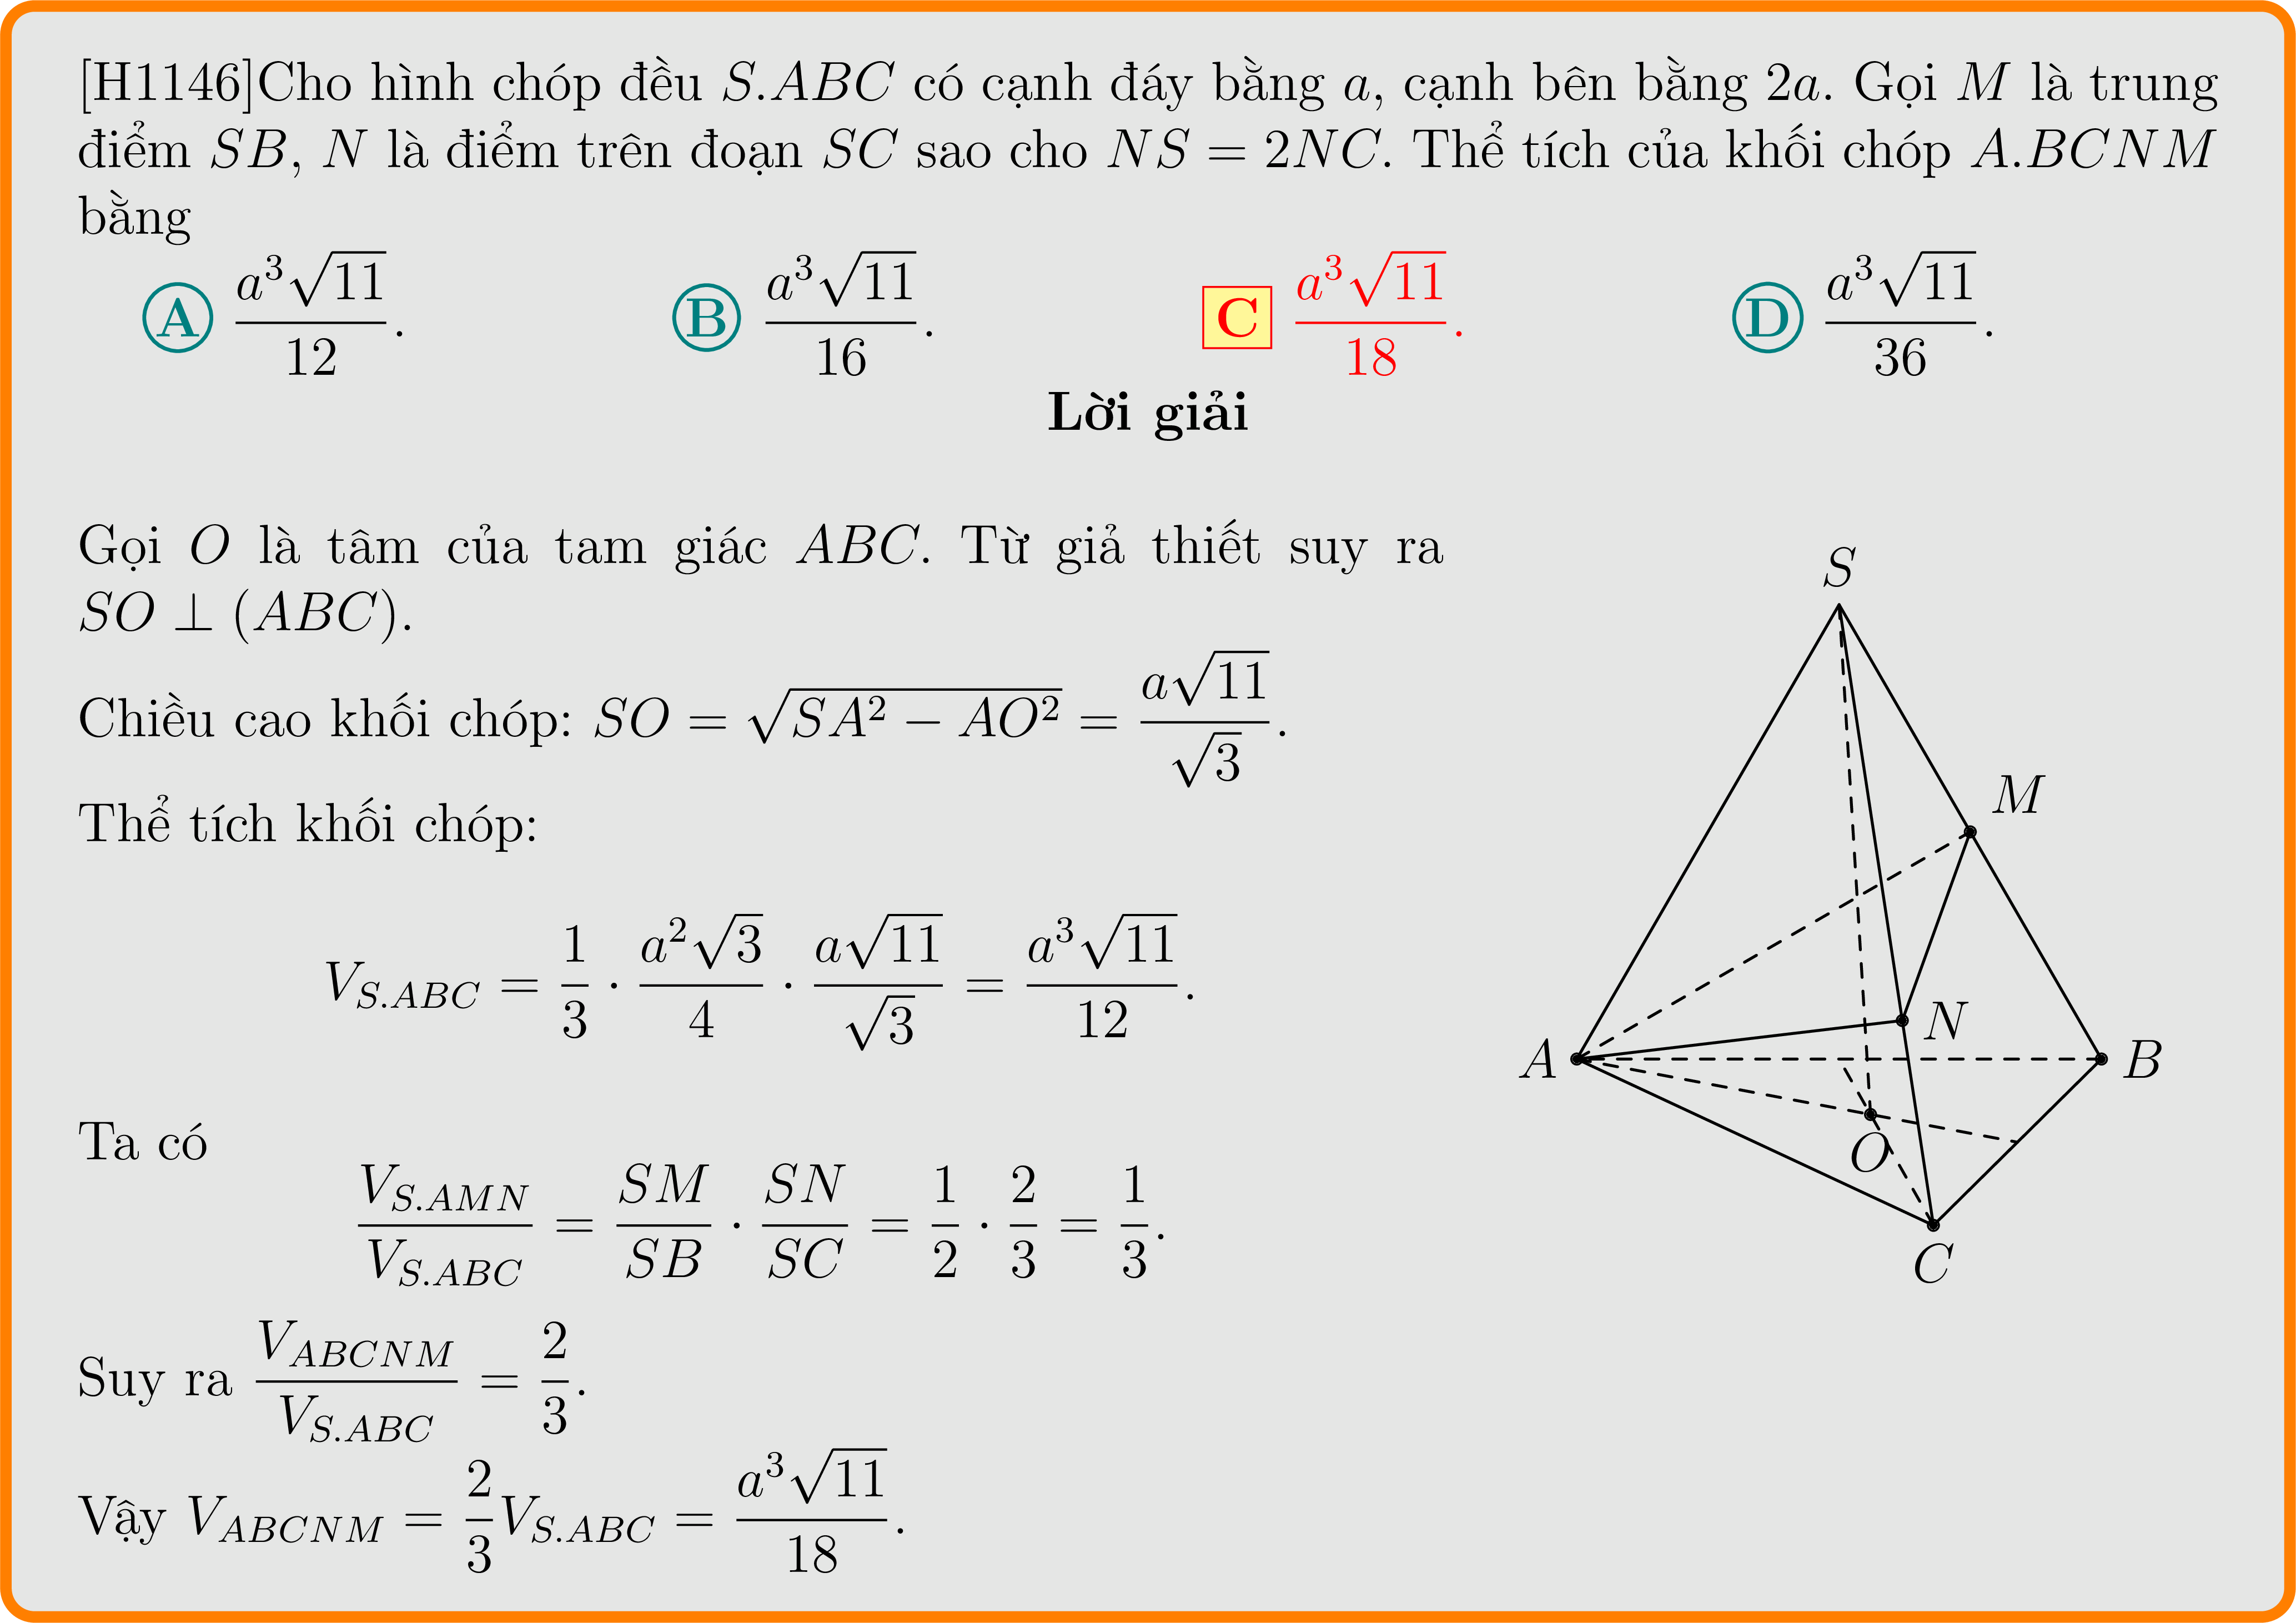 [H1146]Cho hình chóp đều S.ABC có cạnh đáy bằng a, cạnh bên bằng 2a. Gọi M là trung
điểm SB, N là điểm trên đoạn SC sao cho NS = 2NC. Thể tích của khối chóp A.BCNM
bằng
A $\frac{a^3\sqrt{11}}{12}$. B $\frac{a^3\sqrt{11}}{16}$. C $\frac{a^3\sqrt{11}}{18}$. D $\frac{a^3\sqrt{11}}{36}$.
Lời giải
Gọi O là tâm của tam giác ABC. Từ giả thiết suy ra
SO ⊥ (ABC).
Chiều cao khối chóp: $SO = \sqrt{SA^2 - AO^2} = \frac{a\sqrt{11}}{\sqrt{3}}$.
Thể tích khối chóp:
$V_{S.ABC} = \frac{1}{3} \cdot \frac{a^2\sqrt{3}}{4} \cdot \frac{a\sqrt{11}}{\sqrt{3}} = \frac{a^3\sqrt{11}}{12}$.
Ta có
$\frac{V_{S.AMN}}{V_{S.ABC}} = \frac{SM}{SB} \cdot \frac{SN}{SC} = \frac{1}{2} \cdot \frac{2}{3} = \frac{1}{3}$.
Suy ra $\frac{V_{ABCNM}}{V_{S.ABC}} = \frac{2}{3}$.
Vậy $V_{ABCNM} = \frac{2}{3}V_{S.ABC} = \frac{a^3\sqrt{11}}{18}$.
S
M
N
A
B
O
C